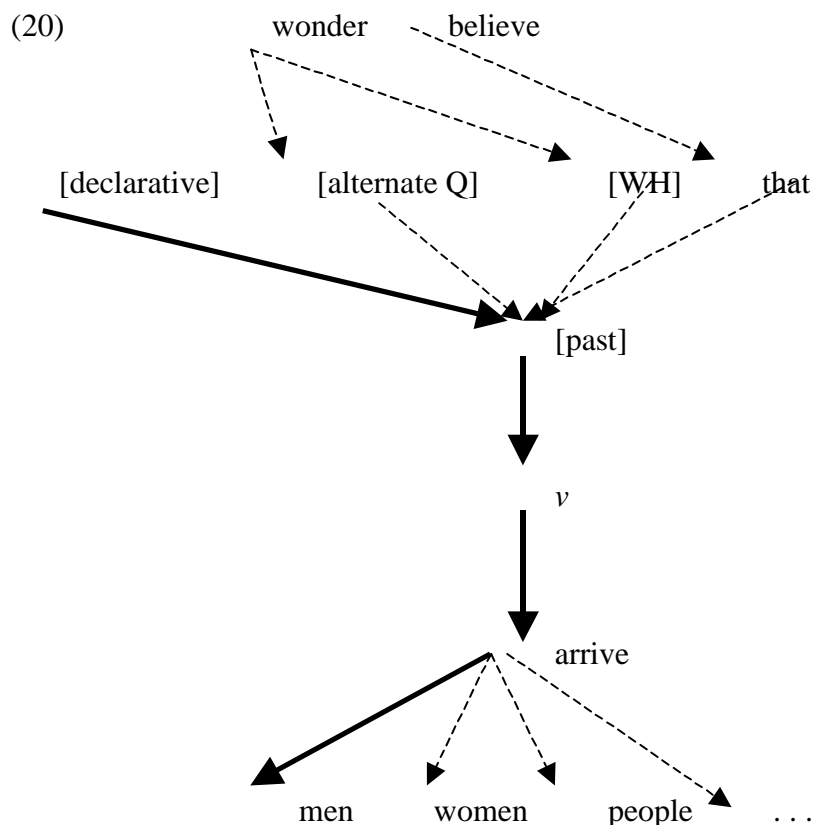 (20) wonder believe
[declarative] [alternate Q] [WH] that
[past]
v
arrive
men women people . . .